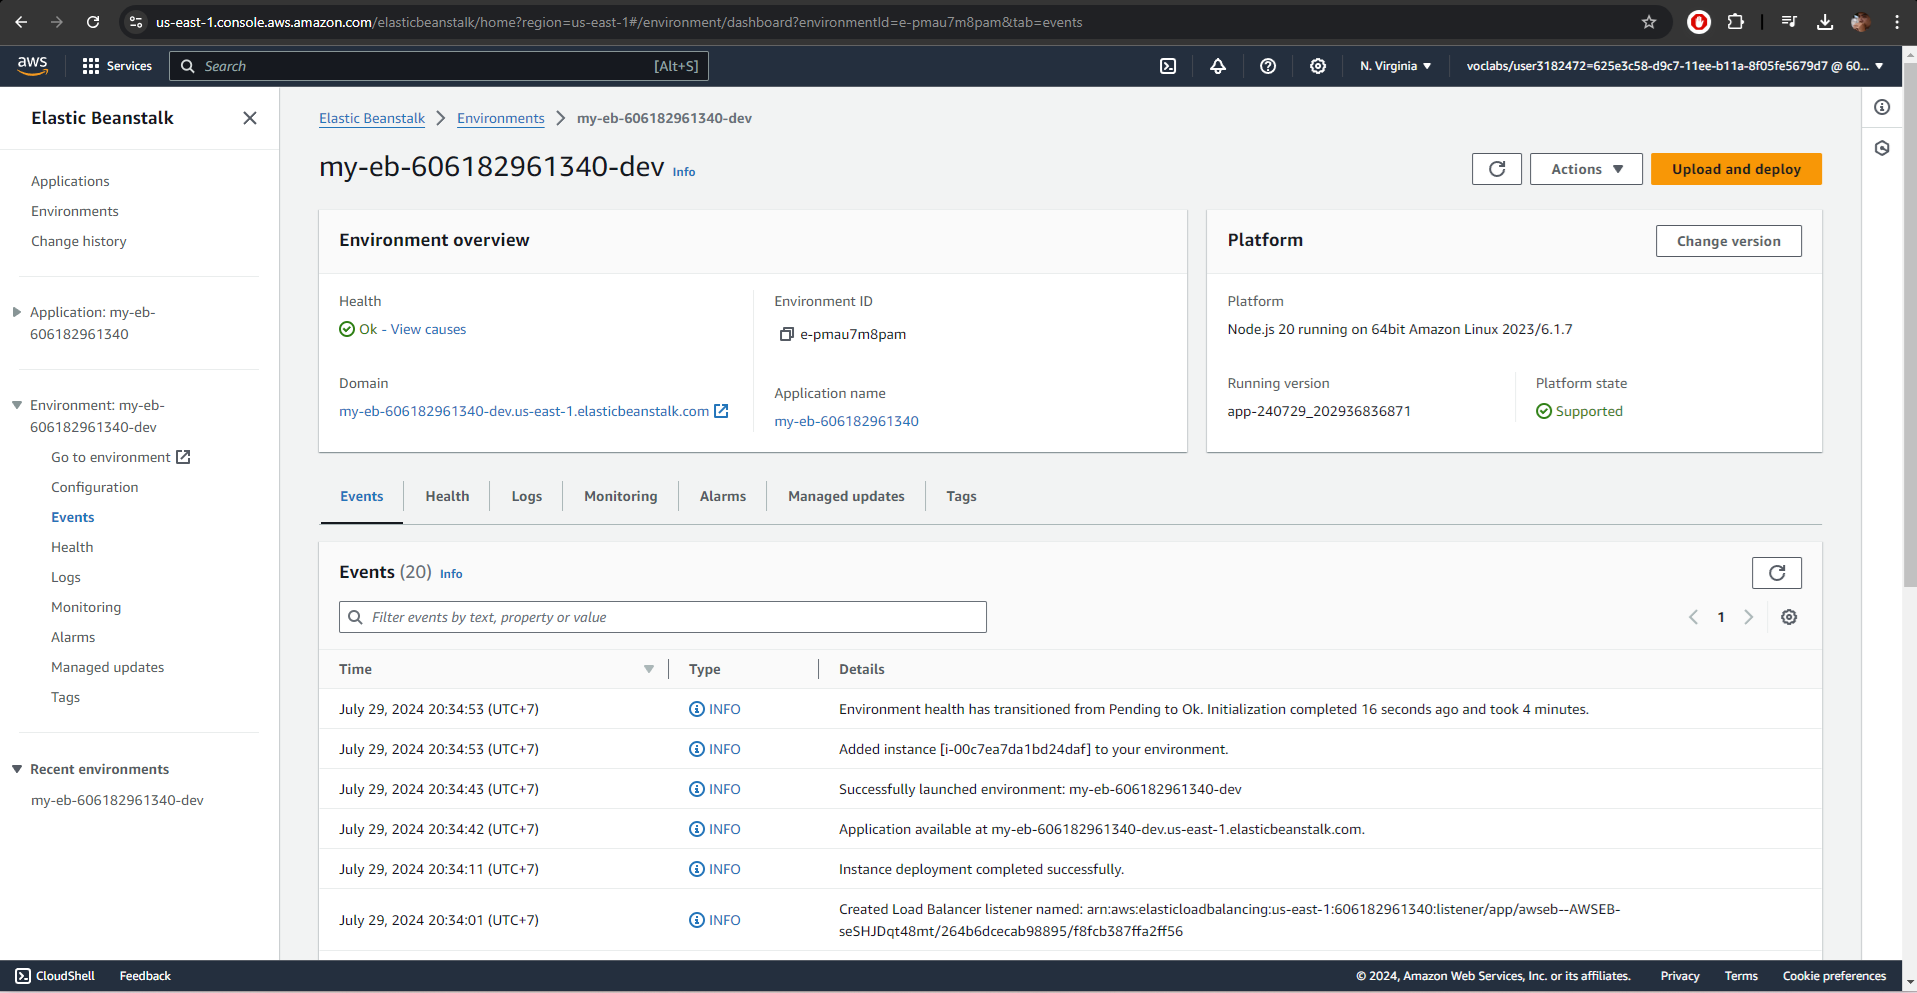 us-east-1.console.aws.amazon.com/elasticbeanstalk/home?region=us-east-1#/environment/dashboard?environmentId=e-pmau7m8pam&tab=events
aws Services Search [Alt+S] N. Virginia ▼ voclabs/user3182472=625e3c58-d9c7-11ee-b11a-8f05fe5679d7 @ 60... ▼
Elastic Beanstalk
Applications
Environments
Change history
Application: my-eb-
606182961340
Environment: my-eb-
606182961340-dev
Go to environment
Configuration
Events
Health
Logs
Monitoring
Alarms
Managed updates
Tags
Recent environments
my-eb-606182961340-dev
Elastic Beanstalk > Environments > my-eb-606182961340-dev
my-eb-606182961340-dev Info
Actions ▼ Upload and deploy
Environment overview
Health
Ok - View causes
Domain
my-eb-606182961340-dev.us-east-1.elasticbeanstalk.com
Environment ID
e-pmau7m8pam
Application name
my-eb-606182961340
Platform
Change version
Platform
Node.js 20 running on 64bit Amazon Linux 2023/6.1.7
Running version
app-240729_202936836871
Platform state
Supported
Events Health Logs Monitoring Alarms Managed updates Tags
Events (20) Info
Filter events by text, property or value
1
Time Type Details
July 29, 2024 20:34:53 (UTC+7) INFO Environment health has transitioned from Pending to Ok. Initialization completed 16 seconds ago and took 4 minutes.
July 29, 2024 20:34:53 (UTC+7) INFO Added instance [i-00c7ea7da1bd24daf] to your environment.
July 29, 2024 20:34:43 (UTC+7) INFO Successfully launched environment: my-eb-606182961340-dev
July 29, 2024 20:34:42 (UTC+7) INFO Application available at my-eb-606182961340-dev.us-east-1.elasticbeanstalk.com.
July 29, 2024 20:34:11 (UTC+7) INFO Instance deployment completed successfully.
July 29, 2024 20:34:01 (UTC+7) INFO Created Load Balancer listener named: arn:aws:elasticloadbalancing:us-east-1:606182961340:listener/app/awseb--AWSEB-
seSHJDqt48mt/264b6dcecab98895/f8fcb387ffa2ff56
CloudShell Feedback © 2024, Amazon Web Services, Inc. or its affiliates. Privacy Terms Cookie preferences